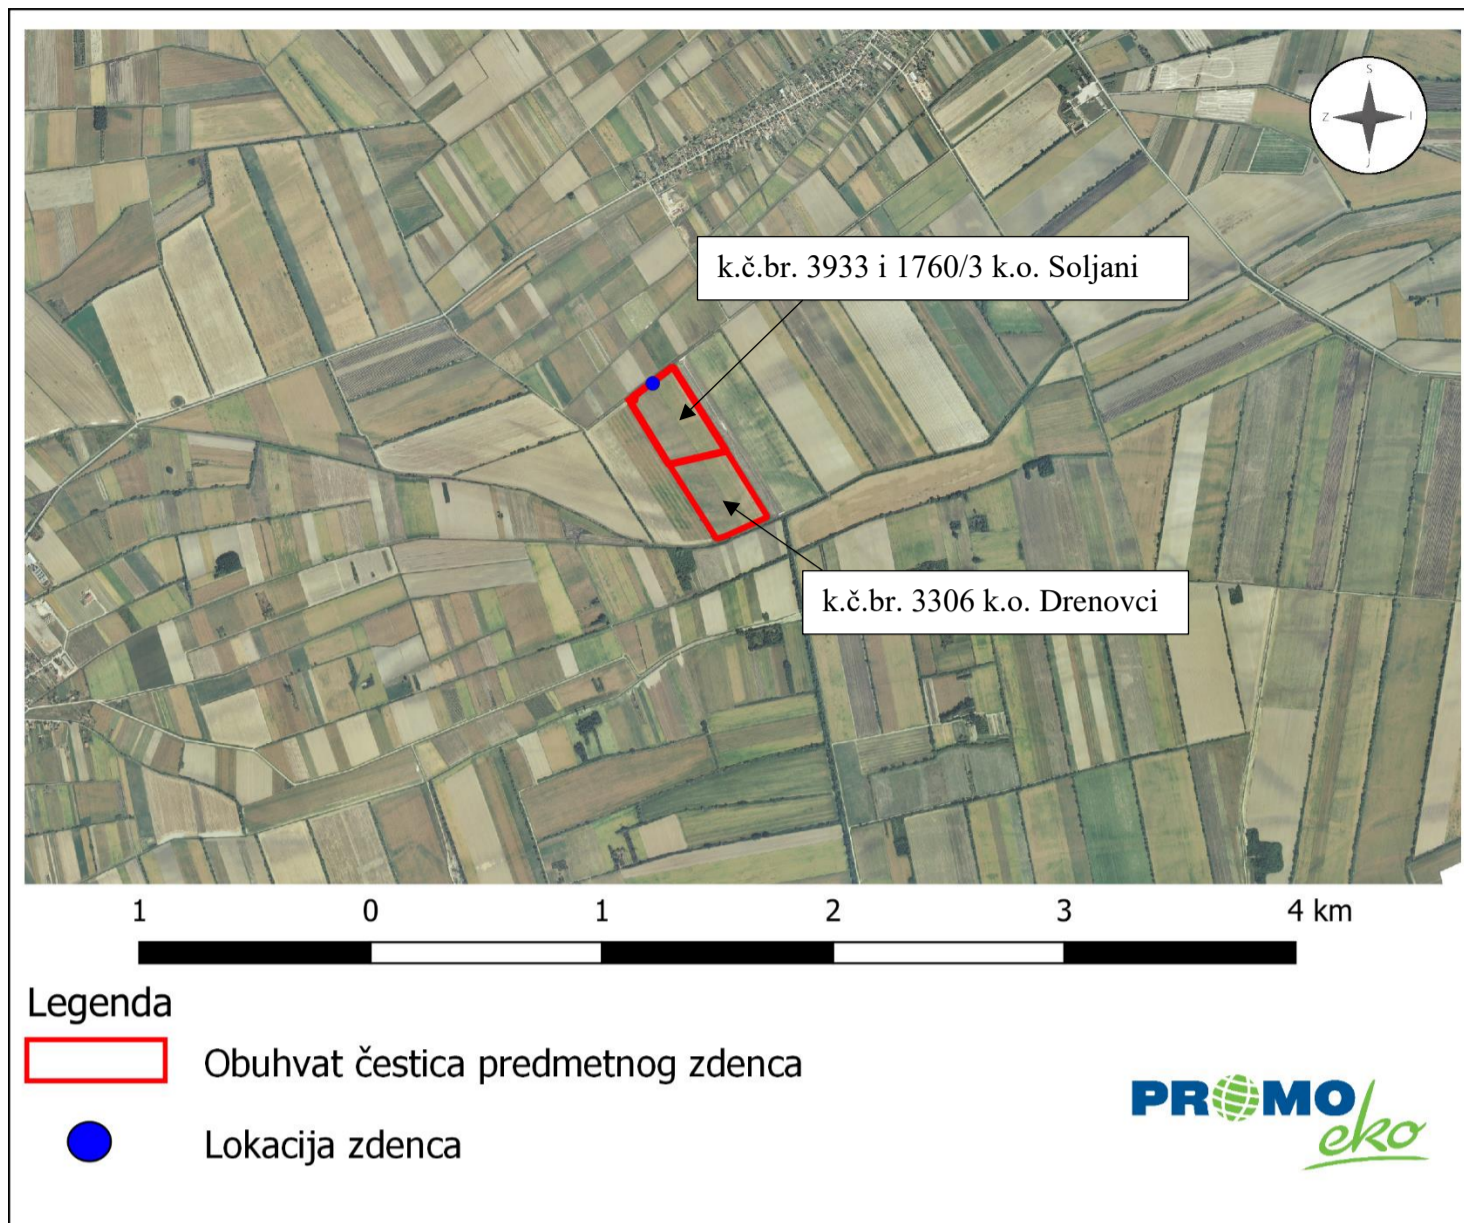 S
Z I
J
k.č.br. 3933 i 1760/3 k.o. Soljani
k.č.br. 3306 k.o. Drenovci
1 0 1 2 3 4 km
Legenda
Obuhvat čestica predmetnog zdenca
Lokacija zdenca
PROMO
eko